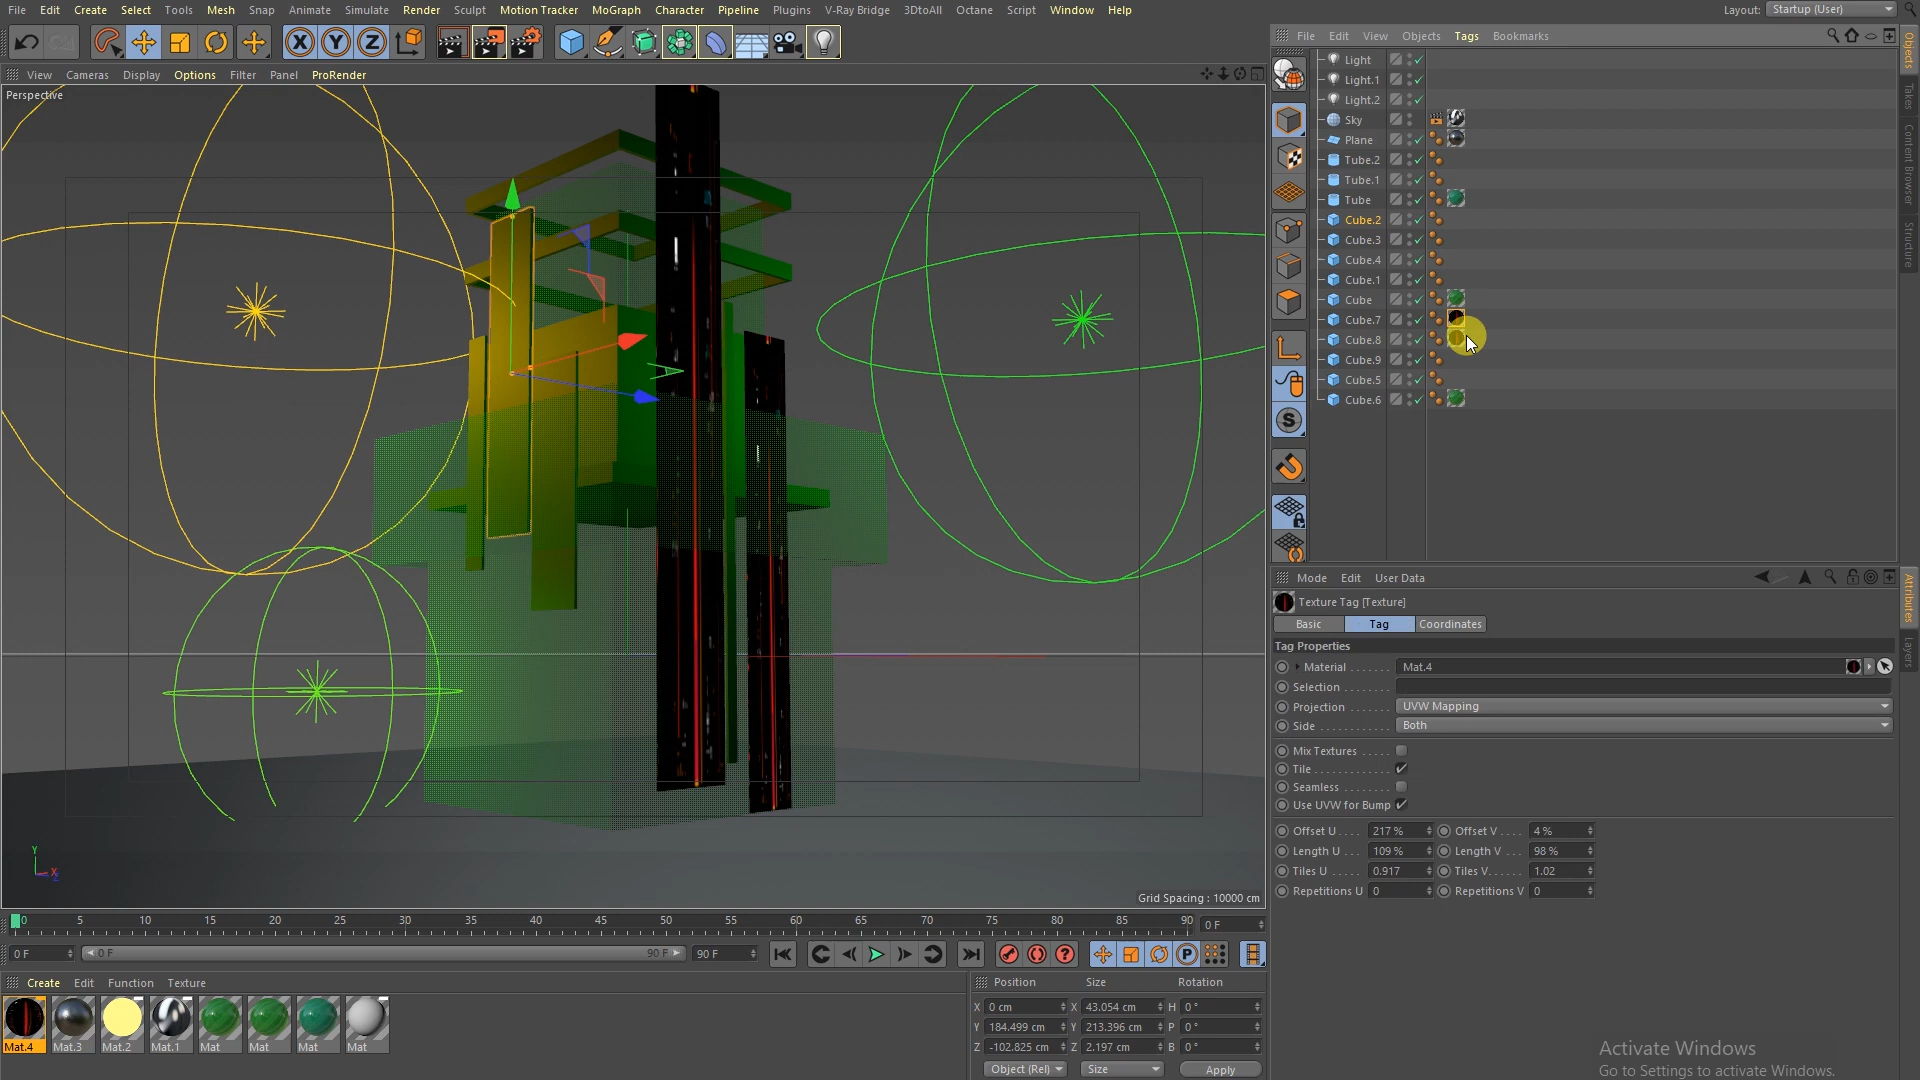 File Edit Create Select Tools Mesh Snap Animate Simulate Render Sculpt Motion Tracker MoGraph Character Pipeline Plugins V-Ray Bridge 3DtoAll Octane Script Window Help Layout: Startup (User)
X Y Z
File Edit View Objects Tags Bookmarks
View Cameras Display Options Filter Panel ProRender
Perspective
Light
Light.1
Light.2
Sky
Plane
Tube.2
Tube.1
Tube
Cube.2
Cube.3
Cube.4
Cube.1
Cube
Cube.7
Cube.8
Cube.9
Cube.5
Cube.6
Objects
Takes
Content Browser
Structure
Mode Edit User Data
Texture Tag [Texture]
Basic Tag Coordinates
Tag Properties
Material Mat.4
Selection
Projection UVW Mapping
Side Both
Mix Textures
Tile
Seamless
Use UVW for Bump
Offset U 217 % Offset V 4 %
Length U 109 % Length V 98 %
Tiles U 0.917 Tiles V 1.02
Repetitions U 0 Repetitions V 0
Attributes
Layers
Y
X
Z
Grid Spacing : 10000 cm
0 5 10 15 20 25 30 35 40 45 50 55 60 65 70 75 80 85 90 0 F
0 F 0 F 90 F 90 F
Create Edit Function Texture
Mat.4 Mat.3 Mat.2 Mat.1 Mat Mat Mat Mat
Position Size Rotation
X 0 cm X 43.054 cm H 0 °
Y 184.499 cm Y 213.396 cm P 0 °
Z -102.825 cm Z 2.197 cm B 0 °
Object (Rel) Size Apply
Activate Windows
Go to Settings to activate Windows.